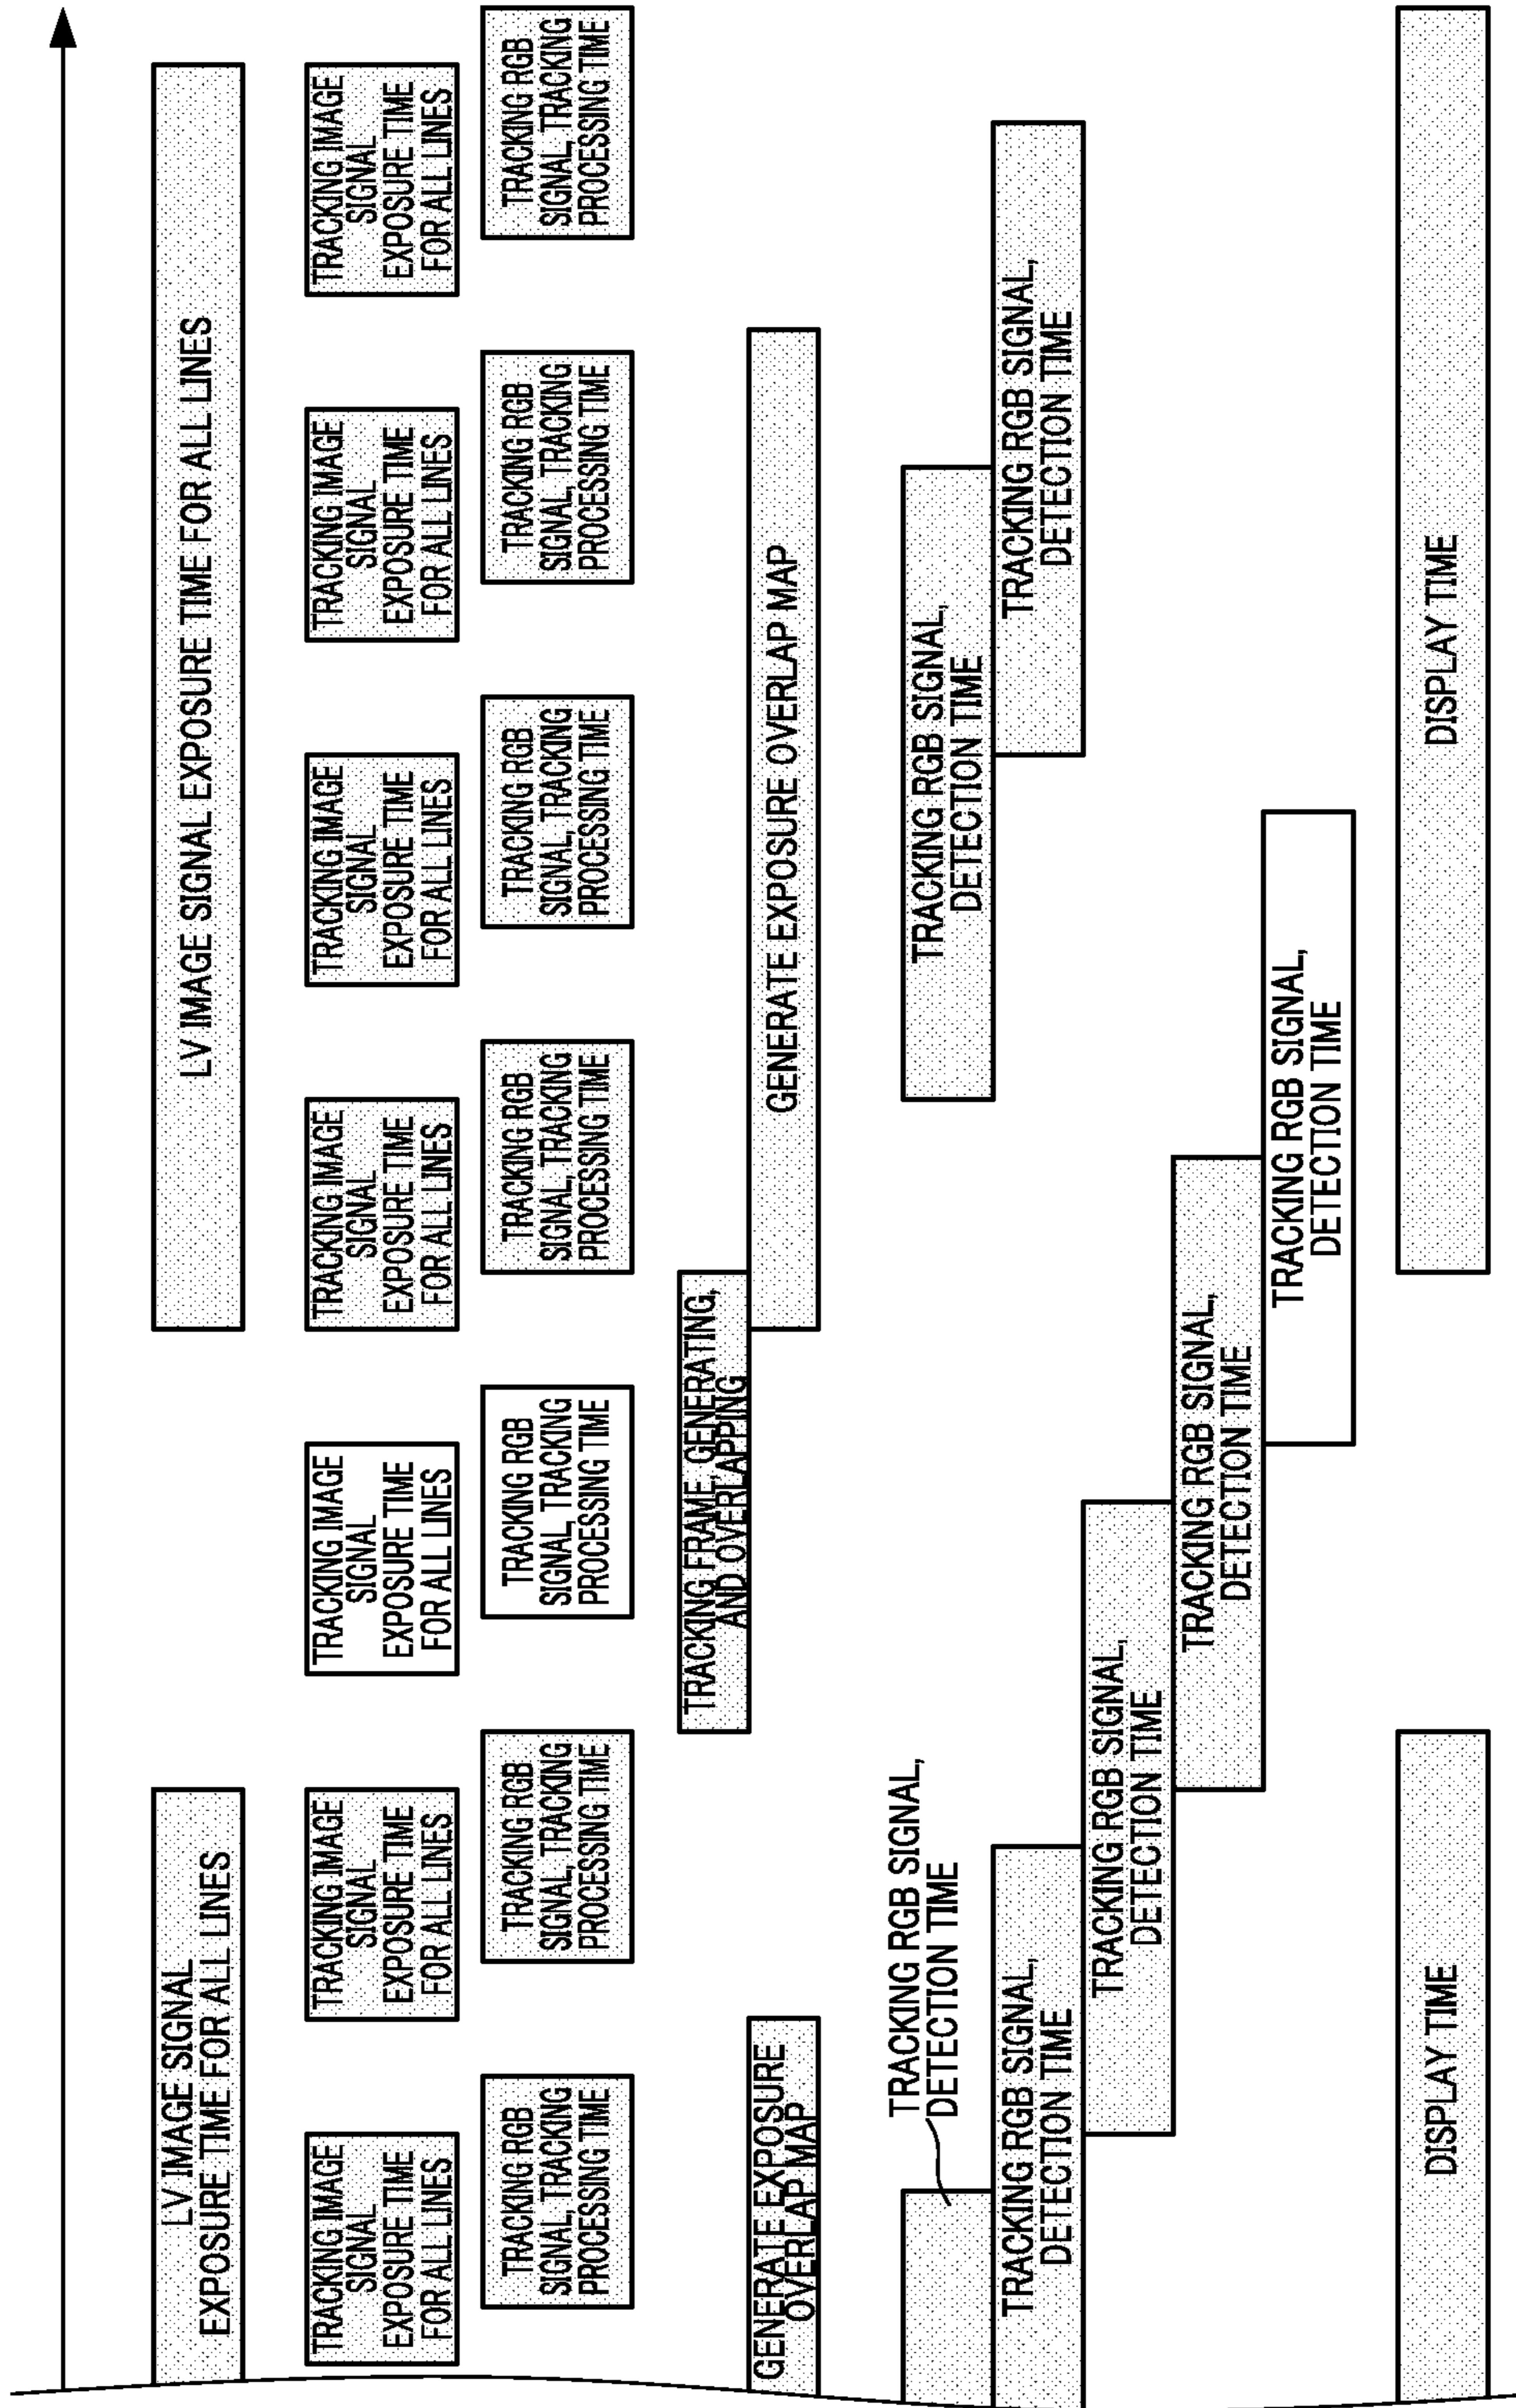 LV IMAGE SIGNAL
EXPOSURE TIME FOR ALL LINES
LV IMAGE SIGNAL EXPOSURE TIME FOR ALL LINES
TRACKING IMAGE
SIGNAL
EXPOSURE TIME
FOR ALL LINES
TRACKING IMAGE
SIGNAL
EXPOSURE TIME
FOR ALL LINES
TRACKING IMAGE
SIGNAL
EXPOSURE TIME
FOR ALL LINES
TRACKING IMAGE
SIGNAL
EXPOSURE TIME
FOR ALL LINES
TRACKING IMAGE
SIGNAL
EXPOSURE TIME
FOR ALL LINES
TRACKING IMAGE
SIGNAL
EXPOSURE TIME
FOR ALL LINES
TRACKING IMAGE
SIGNAL
EXPOSURE TIME
FOR ALL LINES
TRACKING RGB
SIGNAL, TRACKING
PROCESSING TIME
TRACKING RGB
SIGNAL, TRACKING
PROCESSING TIME
TRACKING RGB
SIGNAL, TRACKING
PROCESSING TIME
TRACKING RGB
SIGNAL, TRACKING
PROCESSING TIME
TRACKING RGB
SIGNAL, TRACKING
PROCESSING TIME
TRACKING RGB
SIGNAL, TRACKING
PROCESSING TIME
TRACKING RGB
SIGNAL, TRACKING
PROCESSING TIME
TRACKING FRAME, GENERATING,
AND OVERLAPPING
GENERATE EXPOSURE
OVERLAP MAP
GENERATE EXPOSURE OVERLAP MAP
TRACKING RGB SIGNAL,
DETECTION TIME
TRACKING RGB SIGNAL,
DETECTION TIME
TRACKING RGB SIGNAL,
DETECTION TIME
TRACKING RGB SIGNAL,
DETECTION TIME
TRACKING RGB SIGNAL,
DETECTION TIME
TRACKING RGB SIGNAL,
DETECTION TIME
TRACKING RGB SIGNAL,
DETECTION TIME
DISPLAY TIME
DISPLAY TIME